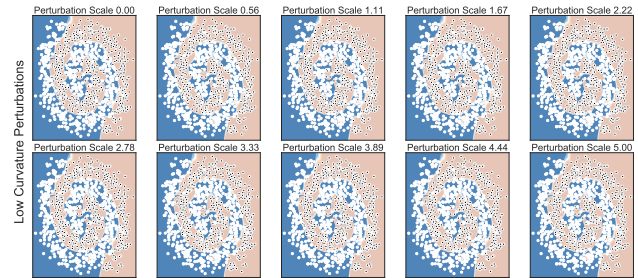 Low Curvature Perturbations
Perturbation Scale 0.00
Perturbation Scale 0.56
Perturbation Scale 1.11
Perturbation Scale 1.67
Perturbation Scale 2.22
Perturbation Scale 2.78
Perturbation Scale 3.33
Perturbation Scale 3.89
Perturbation Scale 4.44
Perturbation Scale 5.00